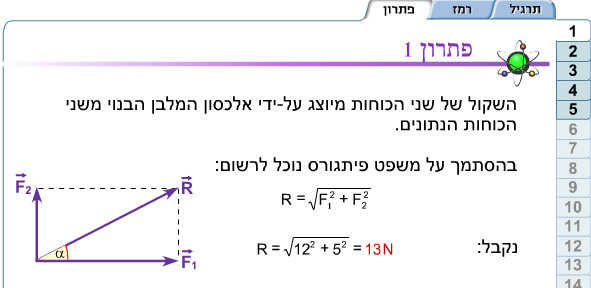 תרגיל
רמז
פתרון
פתרון 1
השקול של שני הכוחות מיוצג על-ידי אלכסון המלבן הבנוי משני
הכוחות הנתונים.
בהסתמך על משפט פיתגורס נוכל לרשום:
R = √(F₁² + F₂²)
נקבל:
R = √(12² + 5²) = 13N
F₂
R
α
F₁
1
2
3
4
5
6
7
8
9
10
11
12
13
14